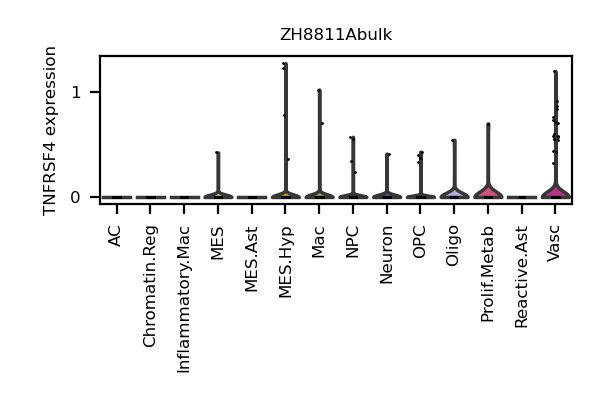 ZH8811Abulk
TNFRSF4 expression
1
0
AC
Chromatin.Reg
Inflammatory.Mac
MES
MES.Ast
MES.Hyp
Mac
NPC
Neuron
OPC
Oligo
Prolif.Metab
Reactive.Ast
Vasc